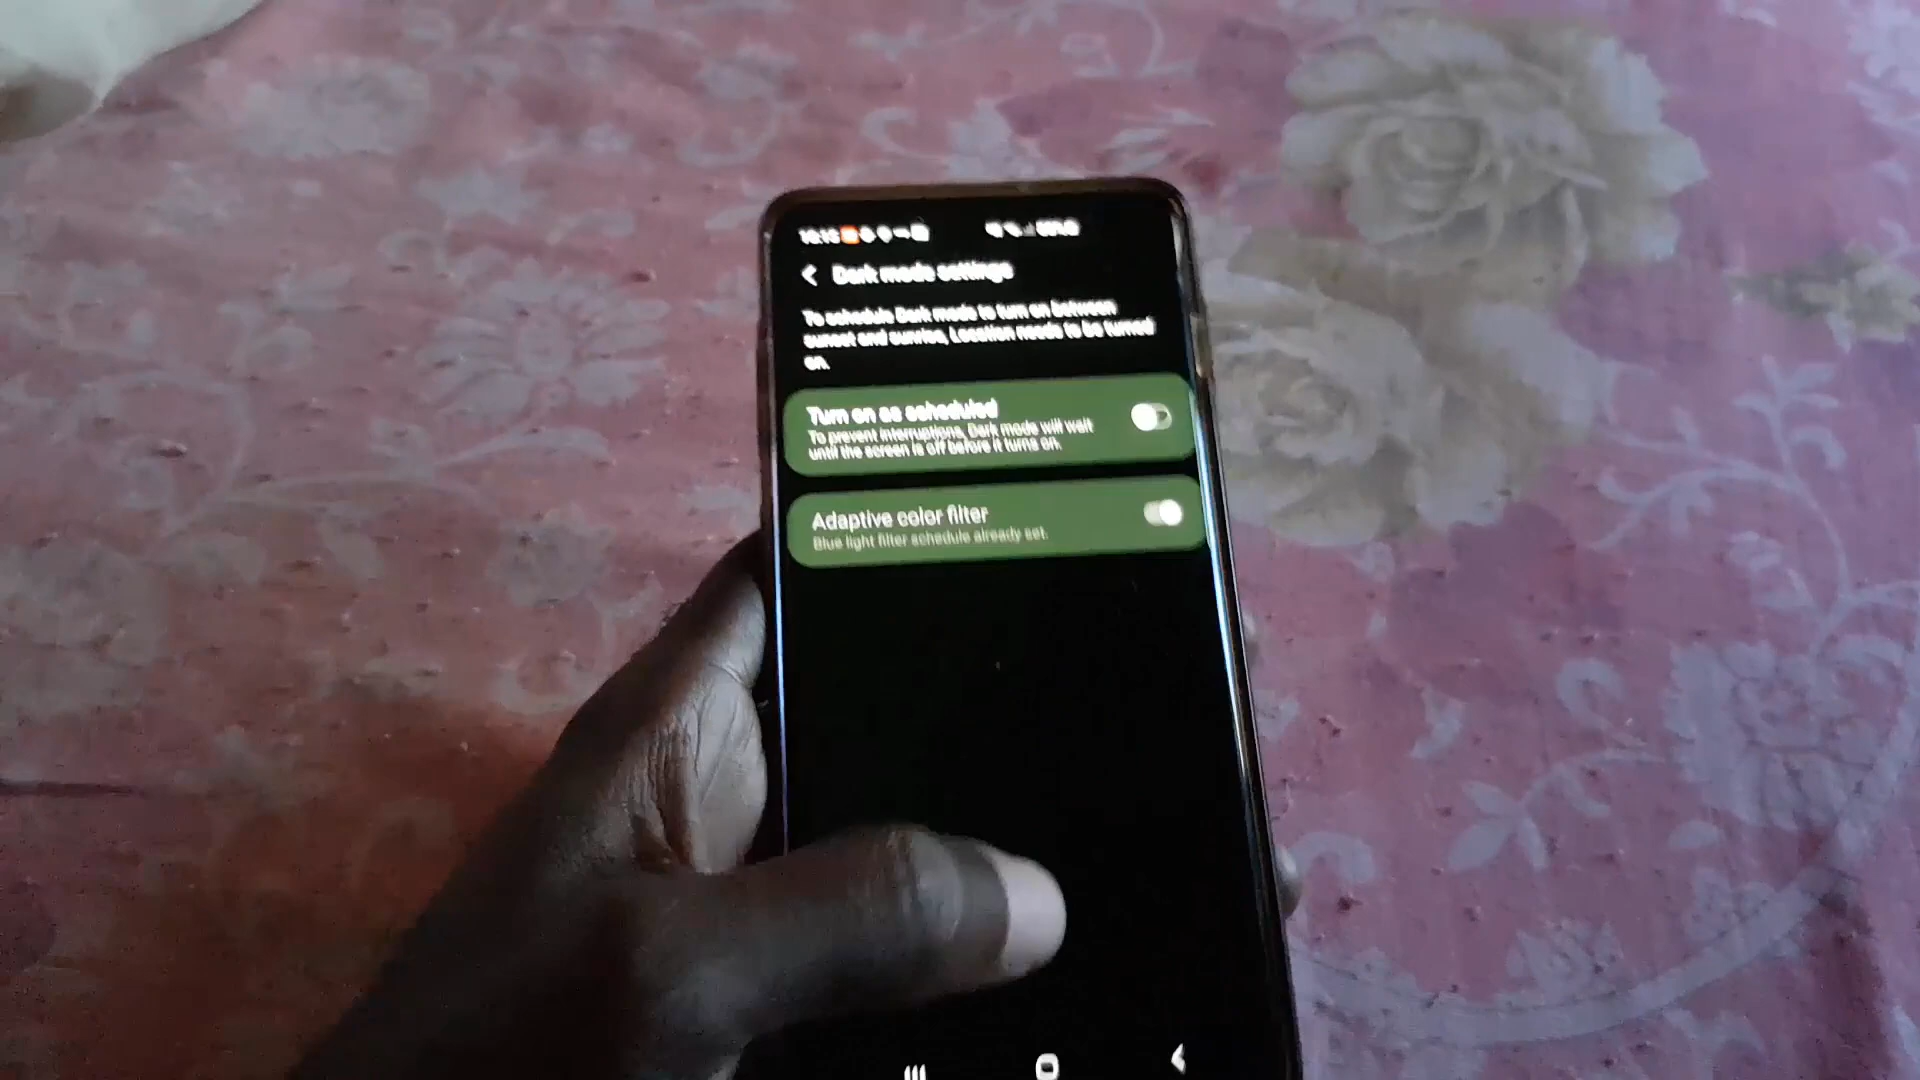 Dark mode settings
To schedule Dark mode to turn on between
sunset and sunrise, Location needs to be turned
on.
Turn on as scheduled
To prevent interruptions, Dark mode will wait
until the screen is off before it turns on.
Adaptive color filter
Blue light filter schedule already set.